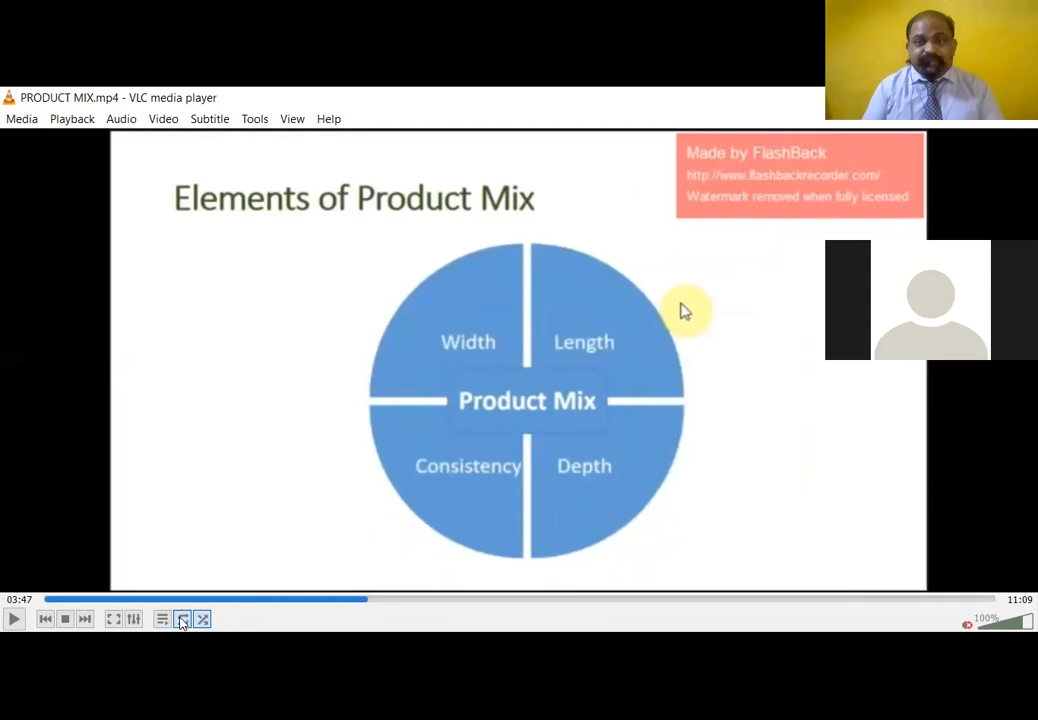 PRODUCT MIX.mp4 - VLC media player
Media Playback Audio Video Subtitle Tools View Help
Made by FlashBack
http://www.flashbackrecorder.com/
Watermark removed when fully licensed
Elements of Product Mix
Width
Length
Product Mix
Consistency
Depth
03:47
11:09
100%